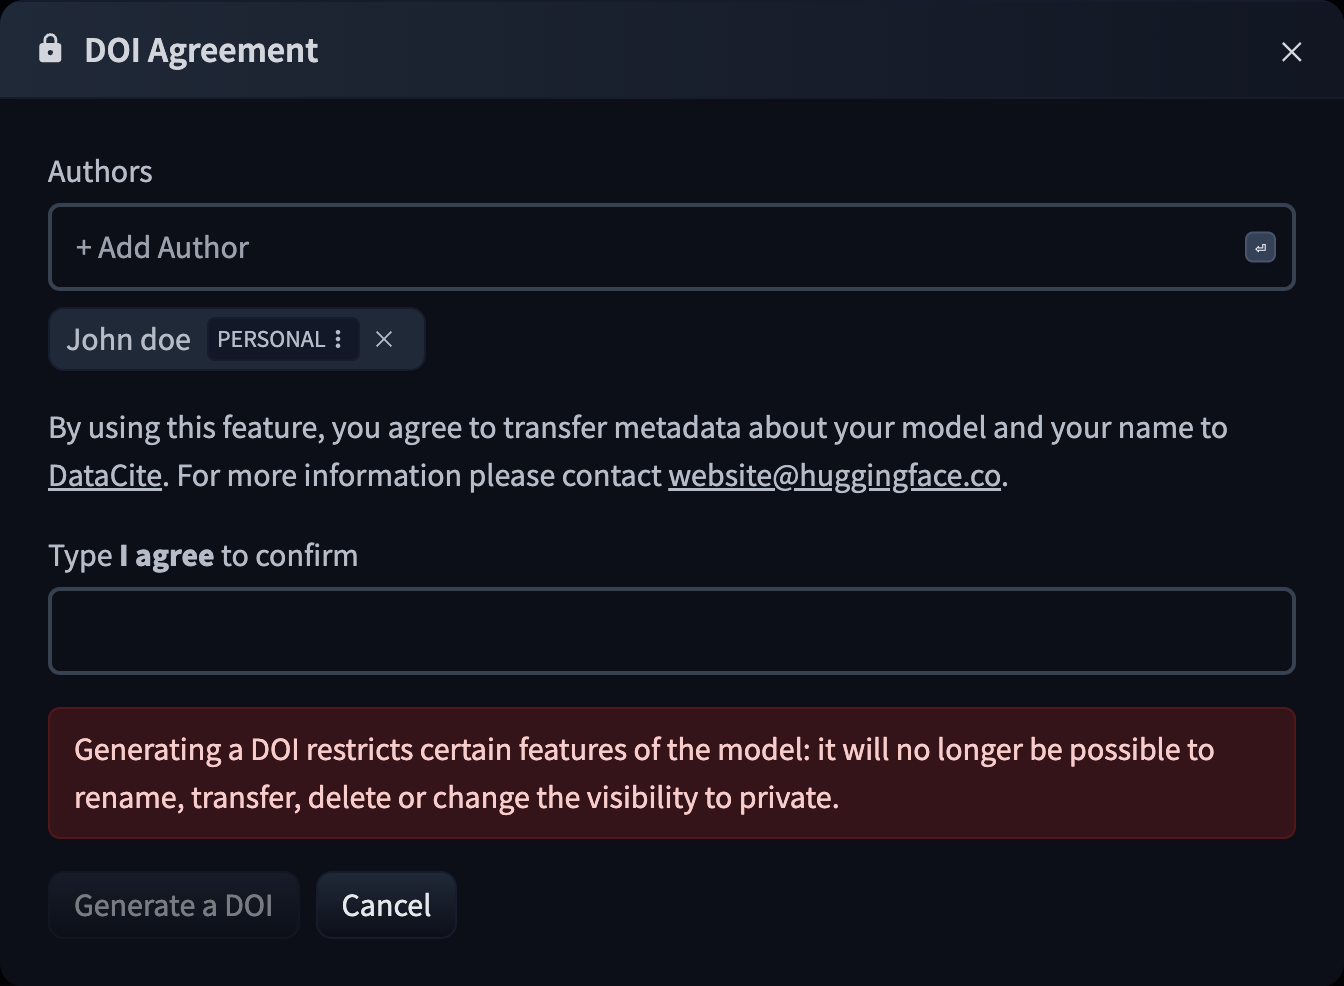 DOI Agreement
Authors
+ Add Author
John doe PERSONAL
By using this feature, you agree to transfer metadata about your model and your name to
DataCite. For more information please contact website@huggingface.co.
Type I agree to confirm
Generating a DOI restricts certain features of the model: it will no longer be possible to
rename, transfer, delete or change the visibility to private.
Generate a DOI Cancel